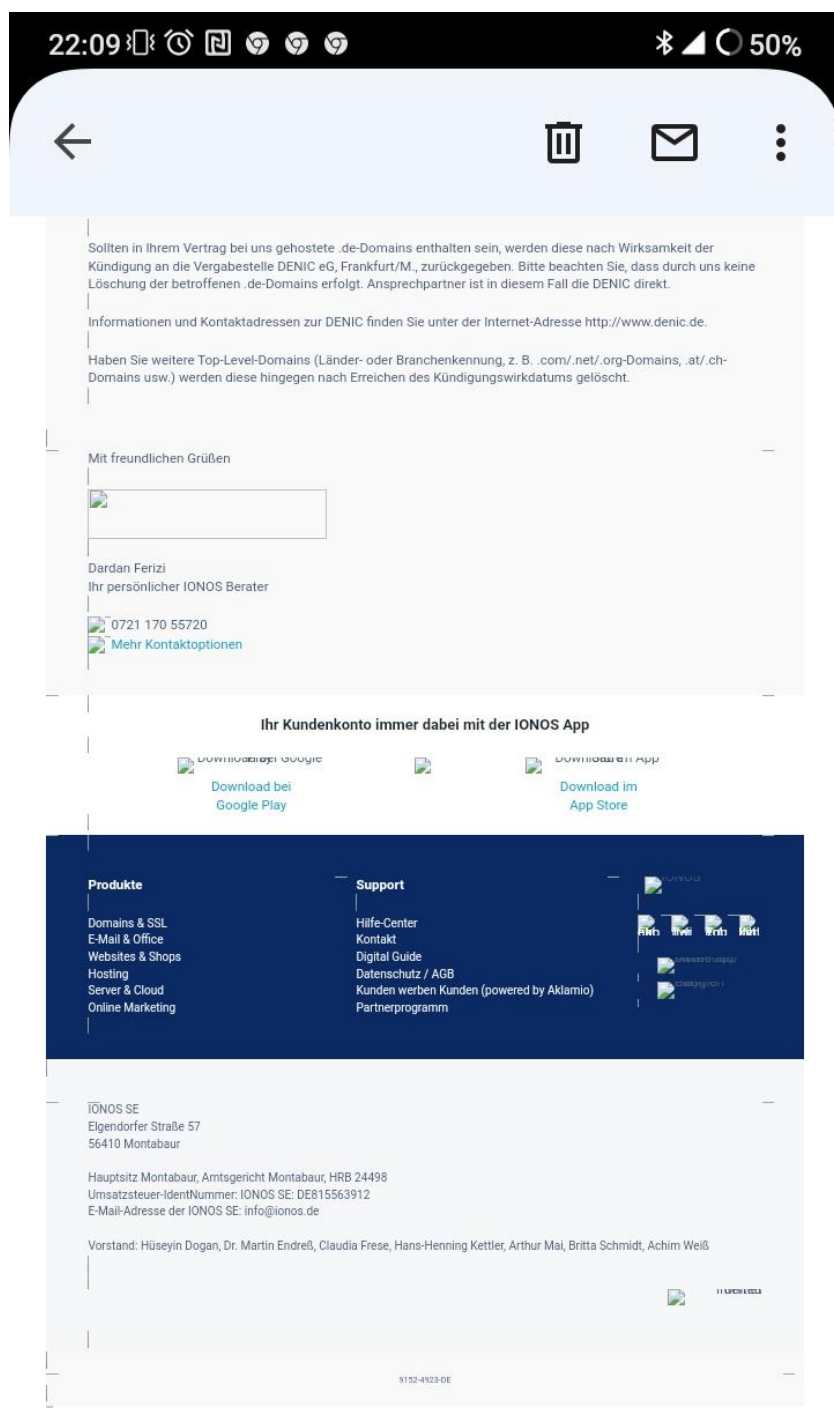 22:09
50%
Sollten in Ihrem Vertrag bei uns gehostete .de-Domains enthalten sein, werden diese nach Wirksamkeit der
Kündigung an die Vergabestelle DENIC eG, Frankfurt/M., zurückgegeben. Bitte beachten Sie, dass durch uns keine
Löschung der betroffenen .de-Domains erfolgt. Ansprechpartner ist in diesem Fall die DENIC direkt.
Informationen und Kontaktadressen zur DENIC finden Sie unter der Internet-Adresse http://www.denic.de.
Haben Sie weitere Top-Level-Domains (Länder- oder Branchenkennung, z. B. .com/.net/.org-Domains, .at/.ch-
Domains usw.) werden diese hingegen nach Erreichen des Kündigungswirkdatums gelöscht.
Mit freundlichen Grüßen
Dardan Ferizi
Ihr persönlicher IONOS Berater
0721 170 55720
Mehr Kontaktoptionen
Ihr Kundenkonto immer dabei mit der IONOS App
Download bei
Google Play
Download im
App Store
Produkte
Domains & SSL
E-Mail & Office
Websites & Shops
Hosting
Server & Cloud
Online Marketing
Support
Hilfe-Center
Kontakt
Digital Guide
Datenschutz / AGB
Kunden werben Kunden (powered by Aklamio)
Partnerprogramm
IONOS
IONOS SE
Elgendorfer Straße 57
56410 Montabaur
Hauptsitz Montabaur, Amtsgericht Montabaur, HRB 24498
Umsatzsteuer-IdentNummer: IONOS SE: DE815563912
E-Mail-Adresse der IONOS SE: info@ionos.de
Vorstand: Hüseyin Dogan, Dr. Martin Endreß, Claudia Frese, Hans-Henning Kettler, Arthur Mai, Britta Schmidt, Achim Weiß
9152-4923-DE